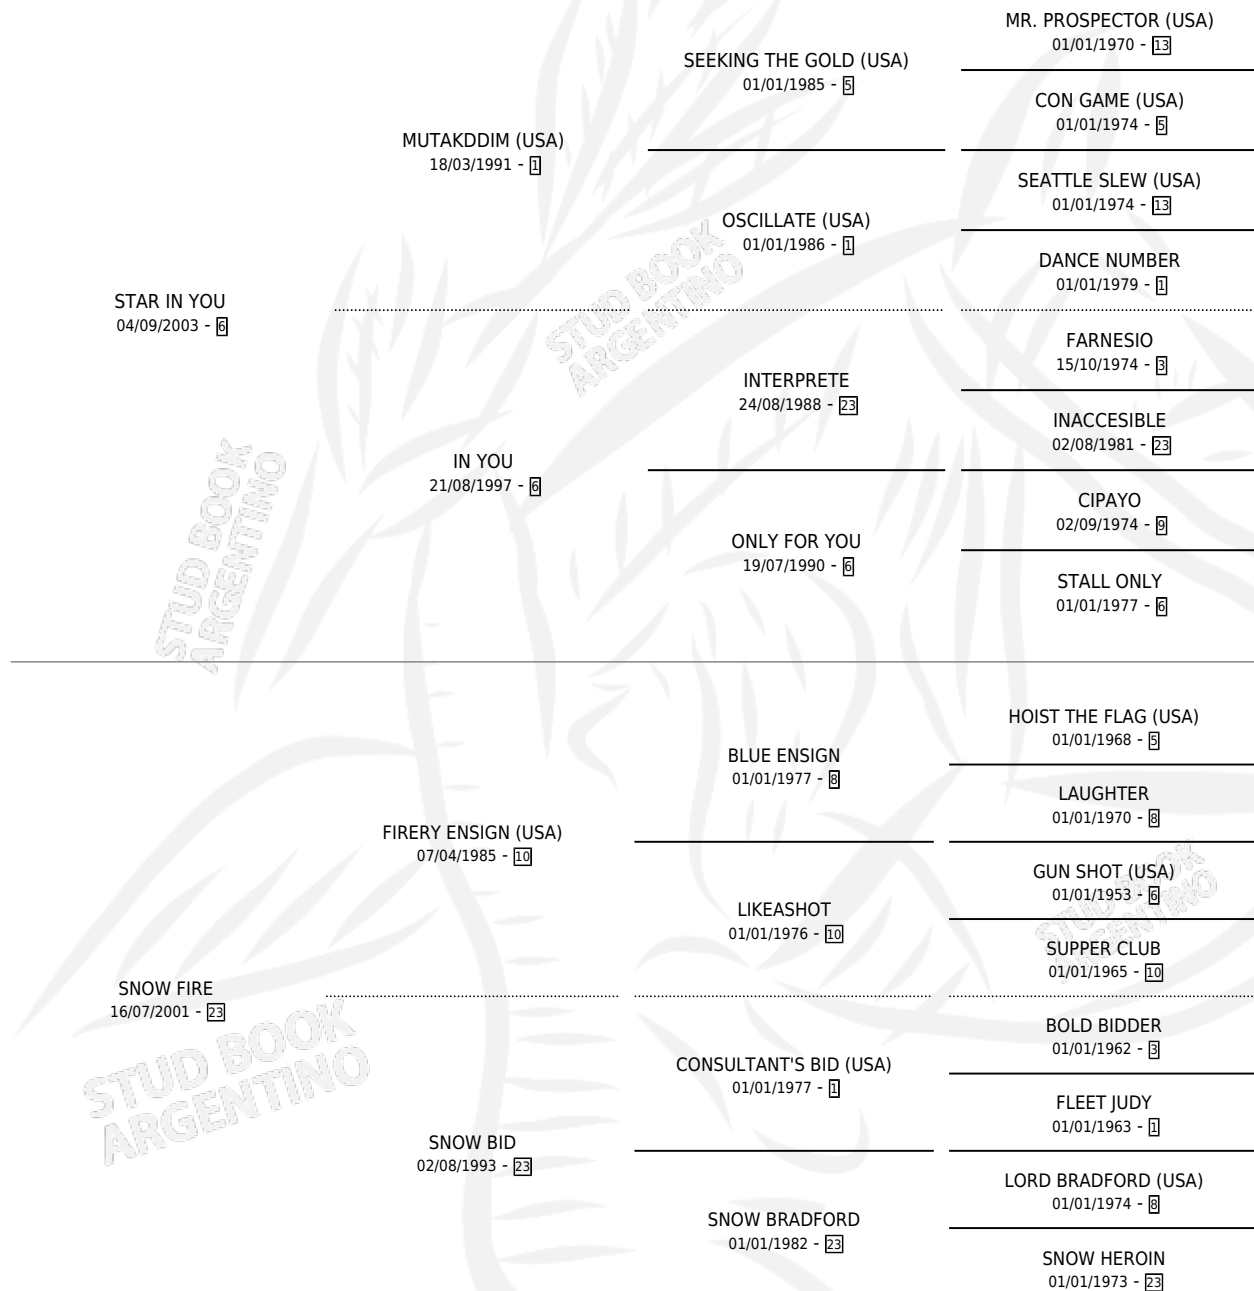 MR. PROSPECTOR (USA)
01/01/1970 - 13
SEEKING THE GOLD (USA)
01/01/1985 - 5
CON GAME (USA)
01/01/1974 - 5
MUTAKDDIM (USA)
18/03/1991 - 1
SEATTLE SLEW (USA)
01/01/1974 - 13
OSCILLATE (USA)
01/01/1986 - 1
DANCE NUMBER
01/01/1979 - 1
STAR IN YOU
04/09/2003 - 6
STUD BOOK
ARGENTINO
FARNESIO
15/10/1974 - 3
INTERPRETE
24/08/1988 - 23
INACCESIBLE
02/08/1981 - 23
IN YOU
21/08/1997 - 6
CIPAYO
02/09/1974 - 9
ONLY FOR YOU
19/07/1990 - 6
STALL ONLY
01/01/1977 - 6
STUD BOOK
ARGENTINO
HOIST THE FLAG (USA)
01/01/1968 - 5
BLUE ENSIGN
01/01/1977 - 8
LAUGHTER
01/01/1970 - 8
FIRERY ENSIGN (USA)
07/04/1985 - 10
GUN SHOT (USA)
01/01/1953 - 6
LIKEASHOT
01/01/1976 - 10
SUPPER CLUB
01/01/1965 - 10
STUD BOOK
ARGENTINO
SNOW FIRE
16/07/2001 - 23
STUD BOOK
ARGENTINO
BOLD BIDDER
01/01/1962 - 3
CONSULTANT'S BID (USA)
01/01/1977 - 1
FLEET JUDY
01/01/1963 - 1
SNOW BID
02/08/1993 - 23
LORD BRADFORD (USA)
01/01/1974 - 8
SNOW BRADFORD
01/01/1982 - 23
SNOW HEROIN
01/01/1973 - 23